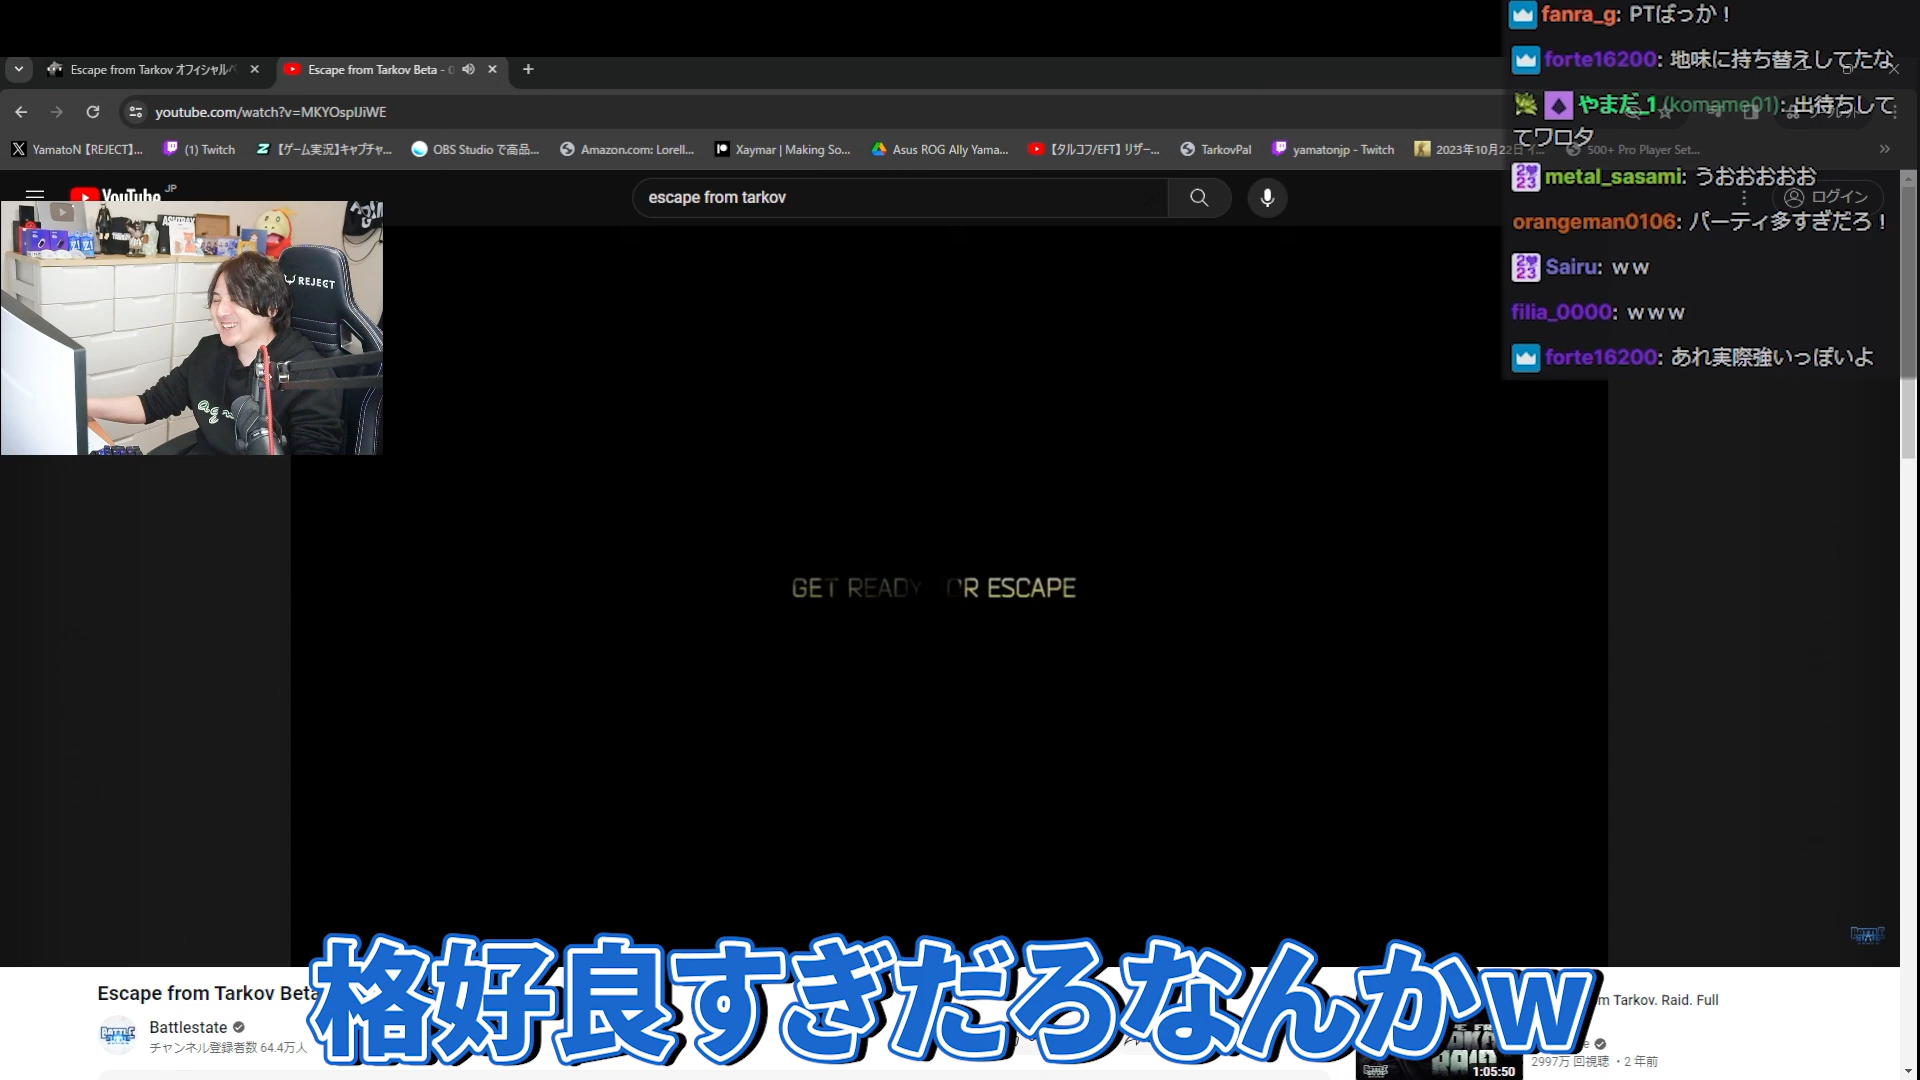 fanra_g: PTばっか！
forte16200: 地味に持ち替えしてたな
やまだ_1 (komame01): 出待ちして
てワロタ
metal_sasami: うおおおおお
orangeman0106: パーティ多すぎだろ！
Sairu: ｗｗ
filia_0000: ｗｗｗ
forte16200: あれ実際強いっぽいよ
Escape from Tarkov オフィシャル
Escape from Tarkov Beta -
youtube.com/watch?v=MKYOsplJiWE
YamatoN【REJECT】...
(1) Twitch
【ゲーム実況】キャプチャ...
OBS Studio で高品...
Amazon.com: Lorell...
Xaymar | Making So...
Asus ROG Ally Yama...
【タルコフ/EFT】リザー...
TarkovPal
yamatonjp - Twitch
2023年10月22日 イ...
500+ Pro Player Set...
YouTube JP
escape from tarkov
ログイン
REJECT
GET READY OR ESCAPE
格好良すぎだろなんかw
Escape from Tarkov Beta
Battlestate
チャンネル登録者数 64.4万人
m Tarkov. Raid. Full
2997万 回視聴 ・2 年前
RAID
1:05:50
BATTLE